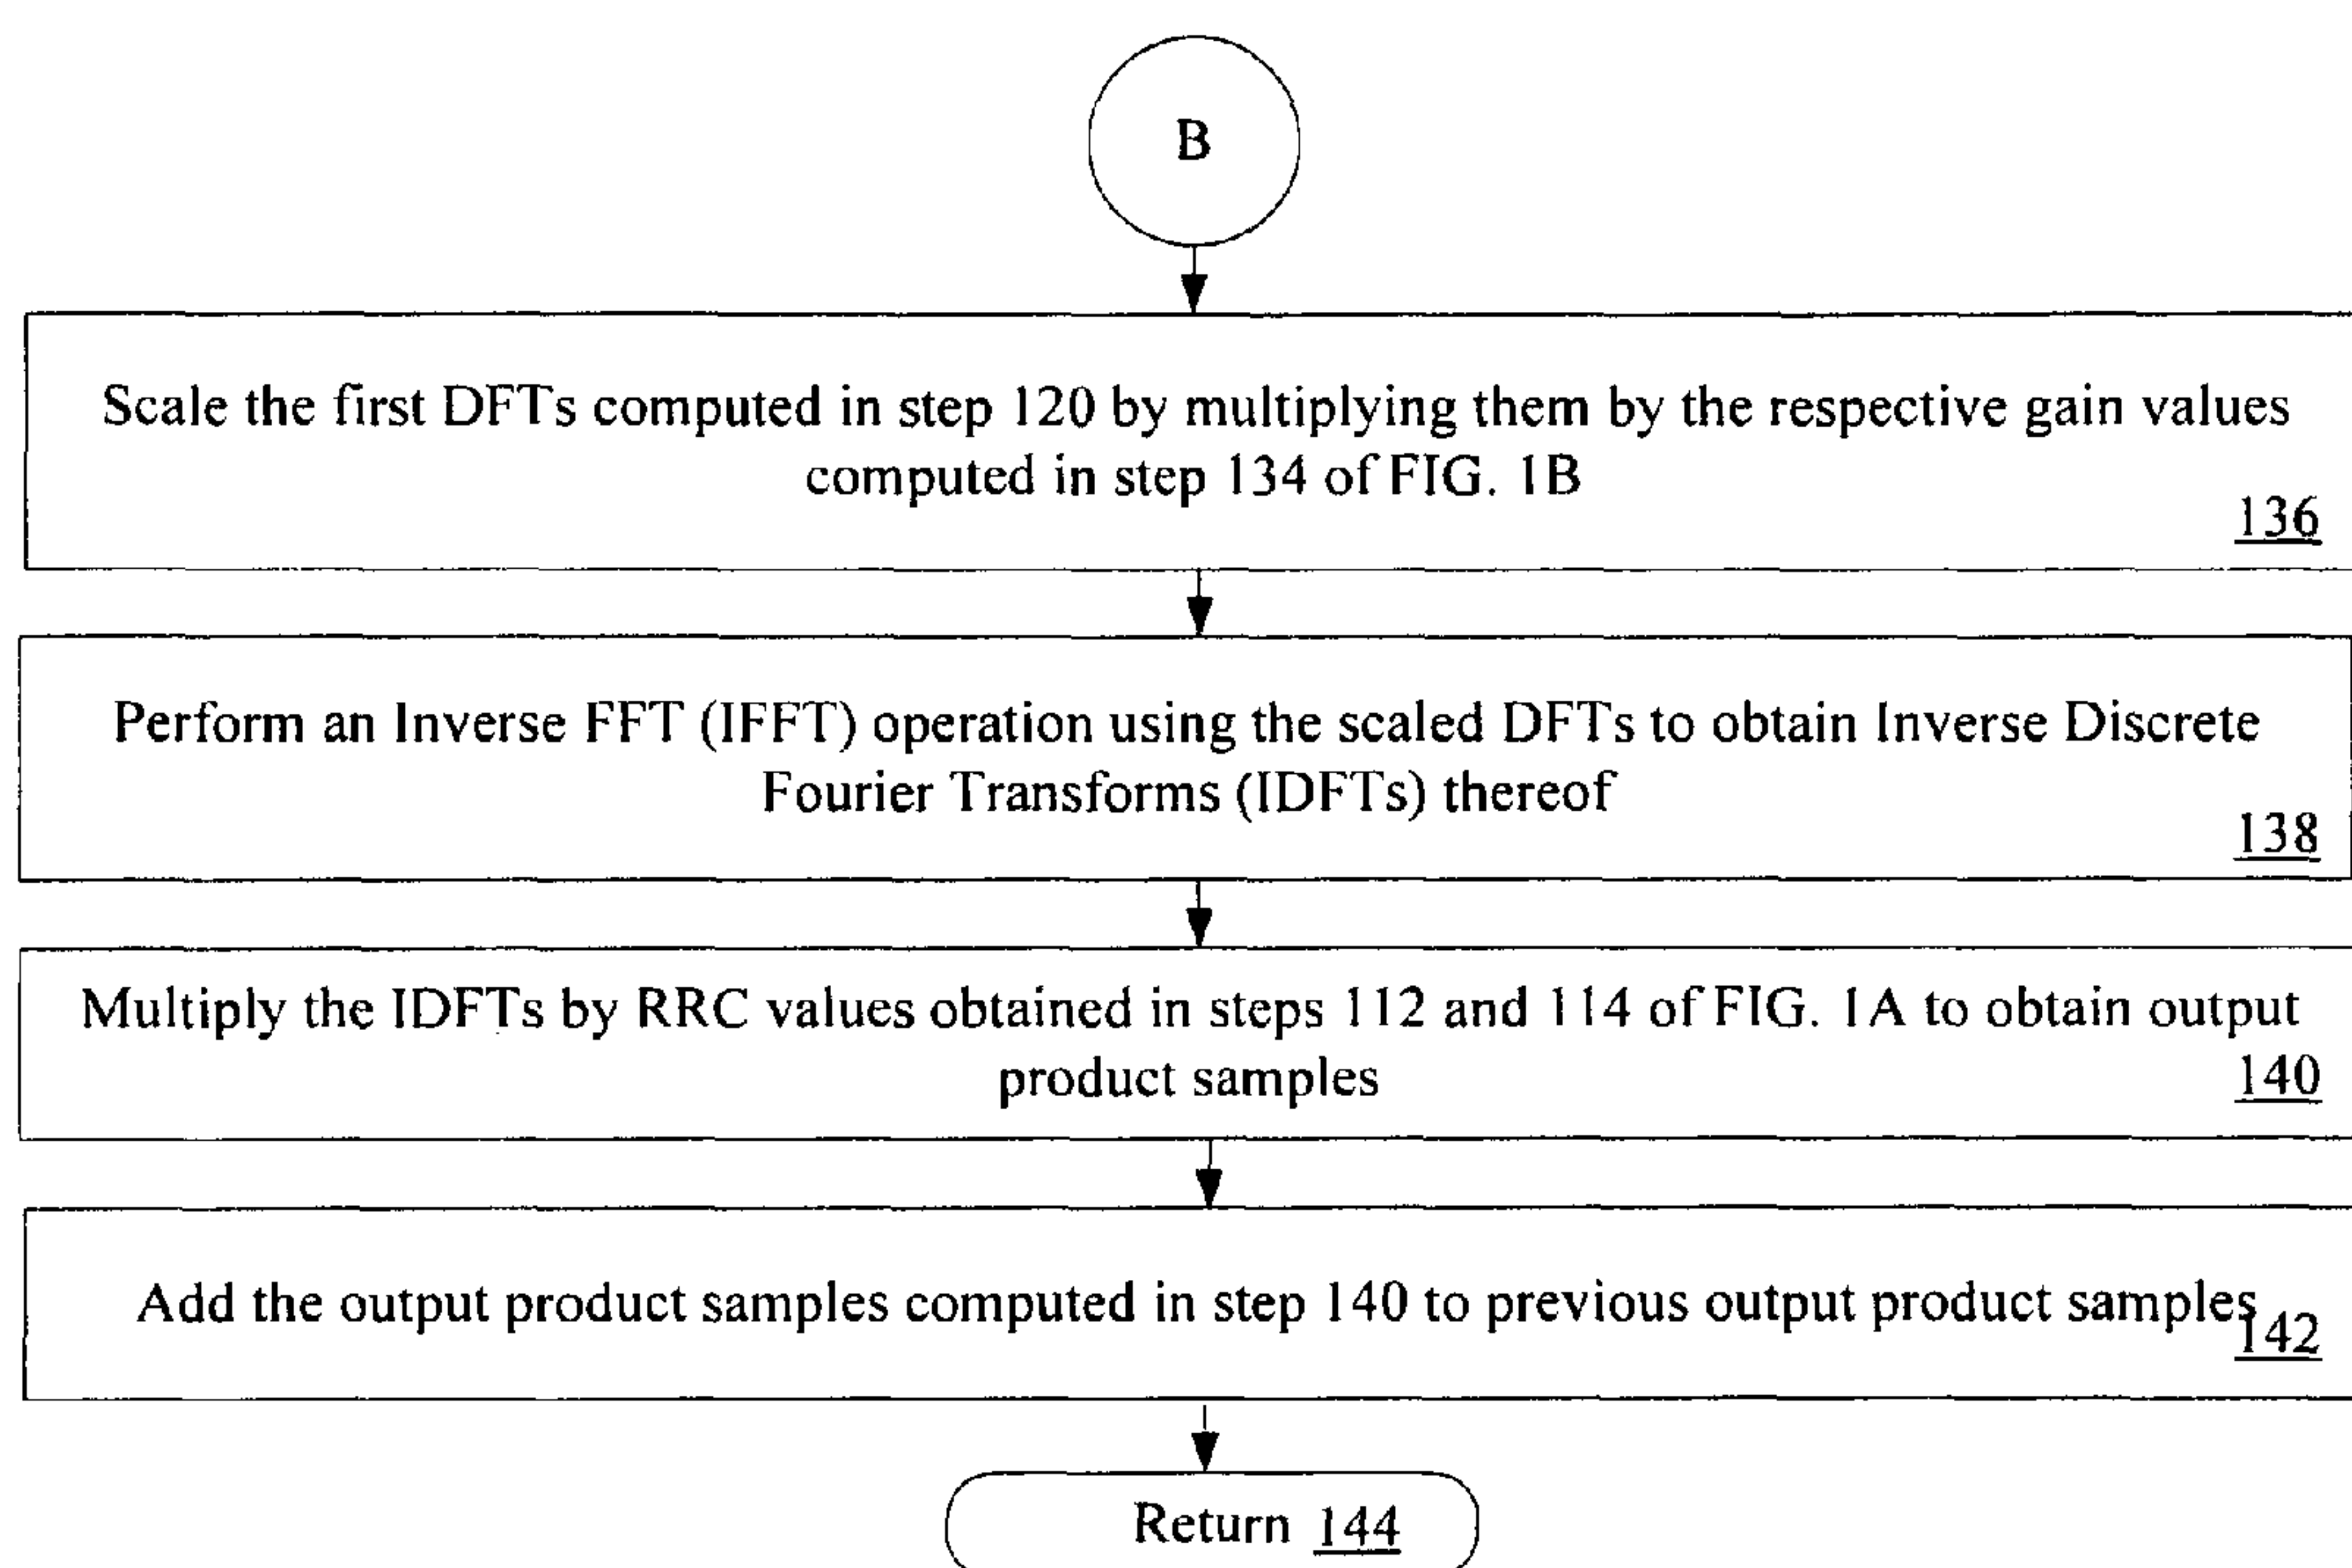 B
Scale the first DFTs computed in step 120 by multiplying them by the respective gain values
computed in step 134 of FIG. 1B
136
Perform an Inverse FFT (IFFT) operation using the scaled DFTs to obtain Inverse Discrete
Fourier Transforms (IDFTs) thereof
138
Multiply the IDFTs by RRC values obtained in steps 112 and 114 of FIG. 1A to obtain output
product samples
140
Add the output product samples computed in step 140 to previous output product samples
142
Return 144